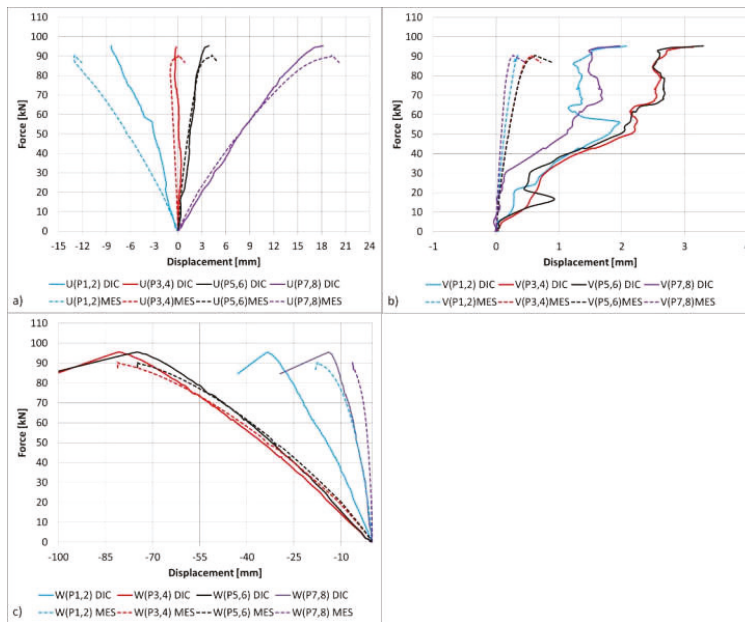 110
100
90
80
70
60
50
40
30
20
10
0
Force [kN]
-15 -12 -9 -6 -3 0 3 6 9 12 15 18 21 24
Displacement [mm]
U(P1,2) DIC U(P3,4) DIC U(P5,6) DIC U(P7,8) DIC
a) U(P1,2)MES U(P3,4)MES U(P5,6)MES U(P7,8)MES
110
100
90
80
70
60
50
40
30
20
10
0
Force [kN]
-1 0 1 2 3 4
Displacement [mm]
V(P1,2) DIC V(P3,4) DIC V(P5,6) DIC V(P7,8) DIC
b) V(P1,2)MES V(P3,4)MES V(P5,6)MES V(P7,8)MES
110
100
90
80
70
60
50
40
30
20
10
0
Force [kN]
-100 -85 -70 -55 -40 -25 -10
Displacement [mm]
W(P1,2) DIC W(P3,4) DIC W(P5,6) DIC W(P7,8) DIC
c) W(P1,2) MES W(P3,4) MES W(P5,6) MES W(P7,8) MES